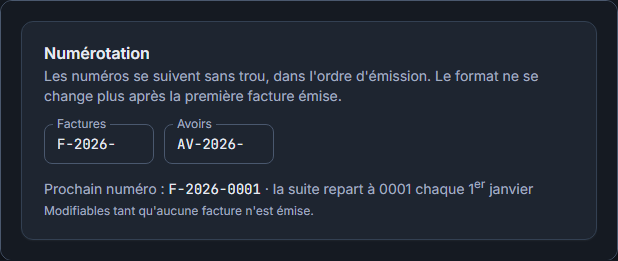 Numérotation
Les numéros se suivent sans trou, dans l'ordre d'émission. Le format ne se
change plus après la première facture émise.
Factures
F-2026-
Avoirs
AV-2026-
Prochain numéro : F-2026-0001 · la suite repart à 0001 chaque 1er janvier
Modifiables tant qu'aucune facture n'est émise.